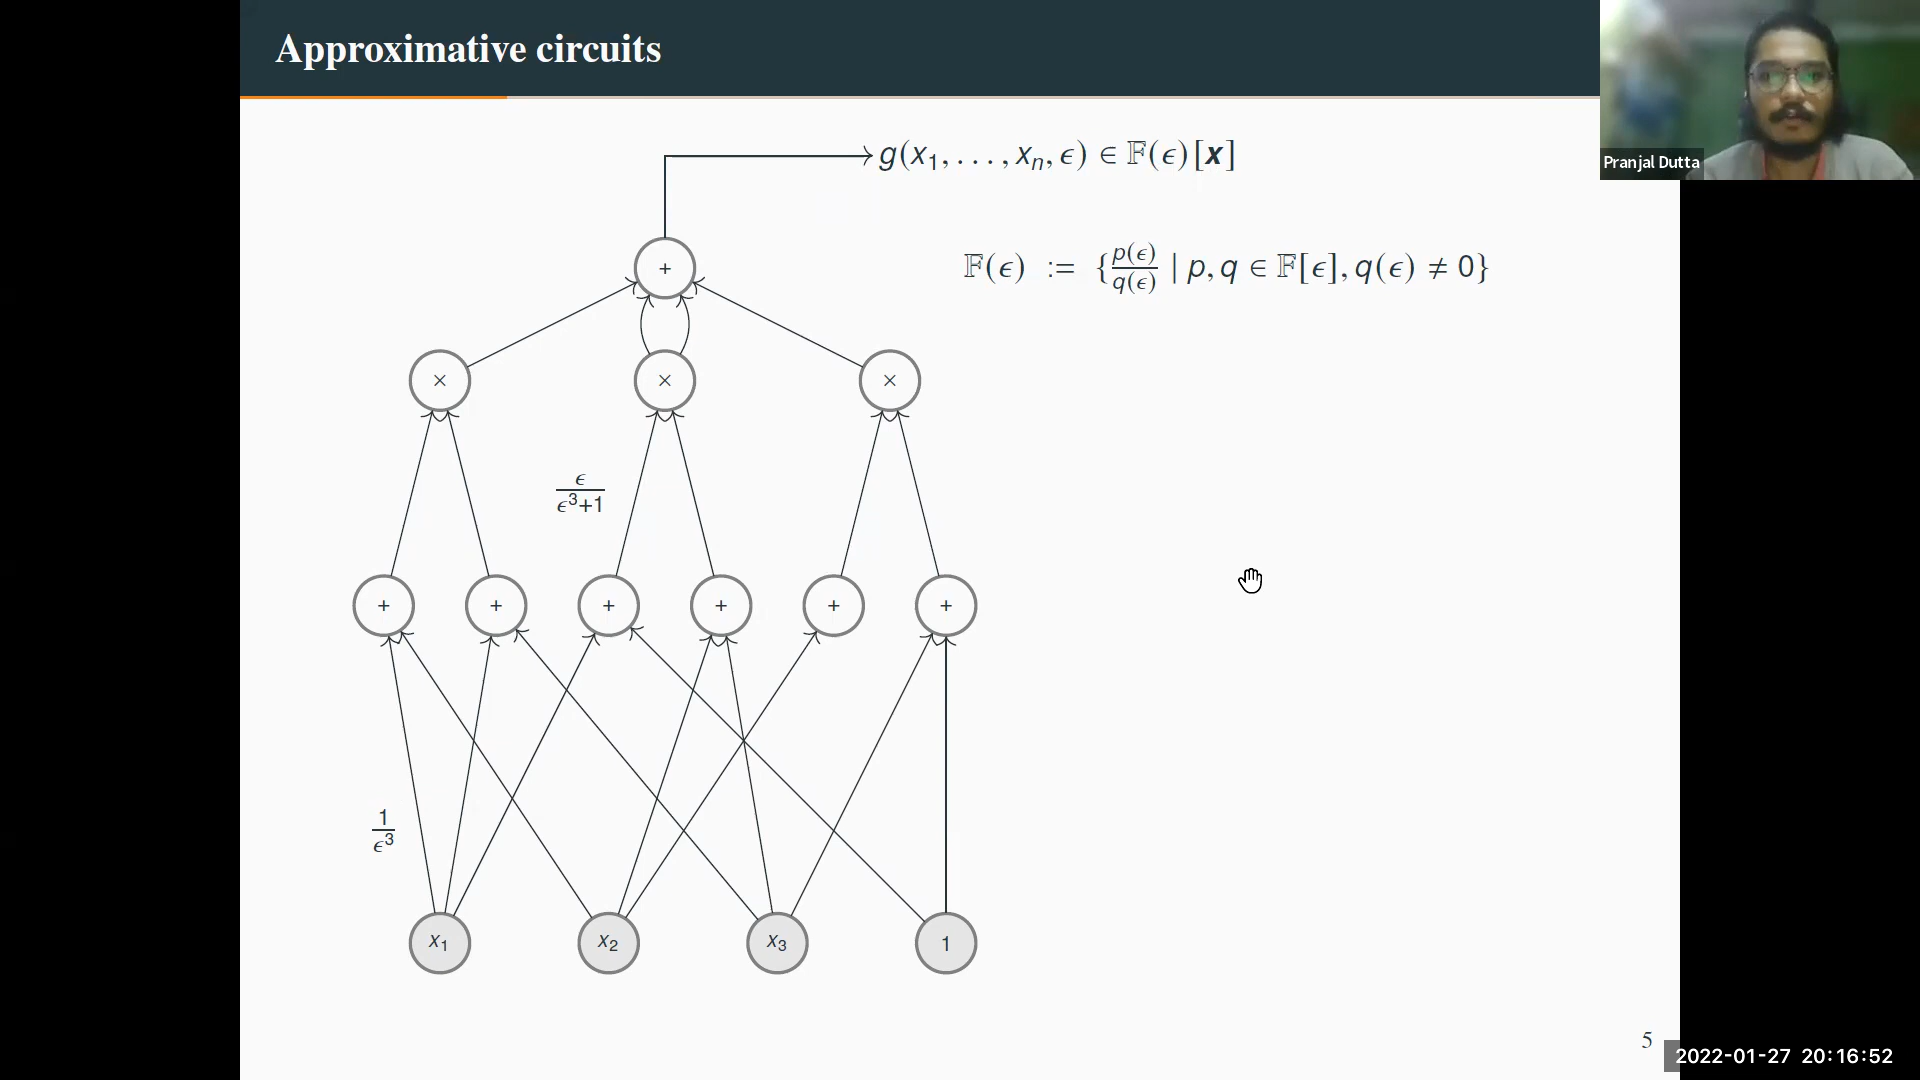 Approximative circuits
g(x₁, . . . , xₙ, ϵ) ∈ 𝔽(ϵ)[𝒙]
Pranjal Dutta
+
𝔽(ϵ) := {p(ϵ)/q(ϵ) | p, q ∈ 𝔽[ϵ], q(ϵ) ≠ 0}
× × ×
ϵ/ϵ³+1
+ + + + + +
1/ϵ³
x₁ x₂ x₃ 1
5
2022-01-27 20:16:52